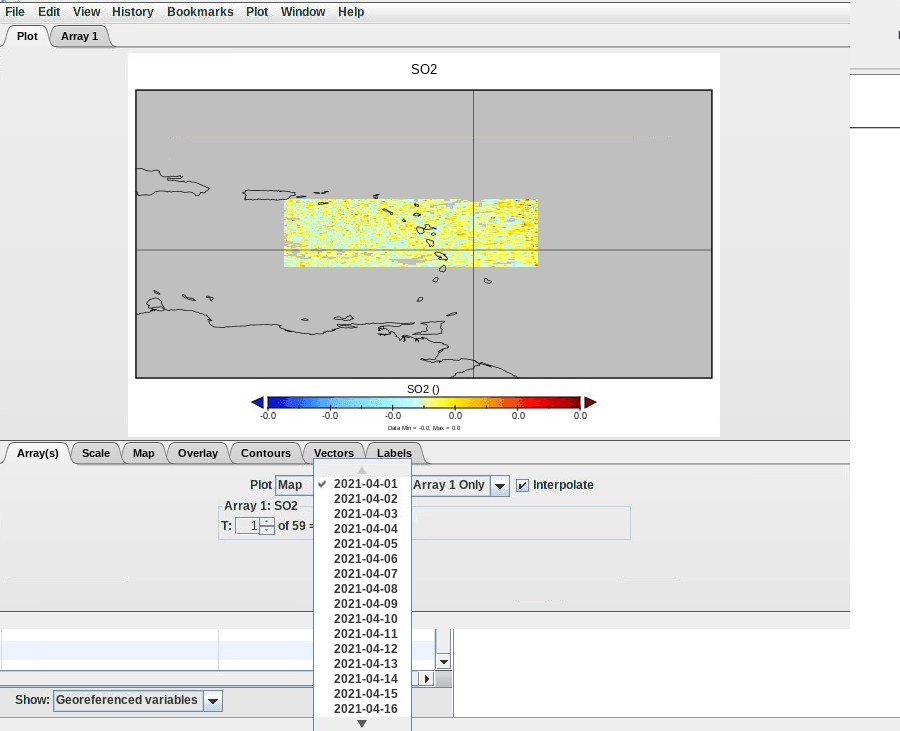 File Edit View History Bookmarks Plot Window Help
Plot Array 1
SO2
SO2 ()
-0.0 -0.0 -0.0 0.0 0.0 0.0
Data Min = -0.0, Max = 0.0
Array(s) Scale Map Overlay Contours Vectors Labels
Plot Map Array 1 Only Interpolate
Array 1: SO2
T: 1 of 59 =
2021-04-01
2021-04-02
2021-04-03
2021-04-04
2021-04-05
2021-04-06
2021-04-07
2021-04-08
2021-04-09
2021-04-10
2021-04-11
2021-04-12
2021-04-13
2021-04-14
2021-04-15
2021-04-16
Show: Georeferenced variables